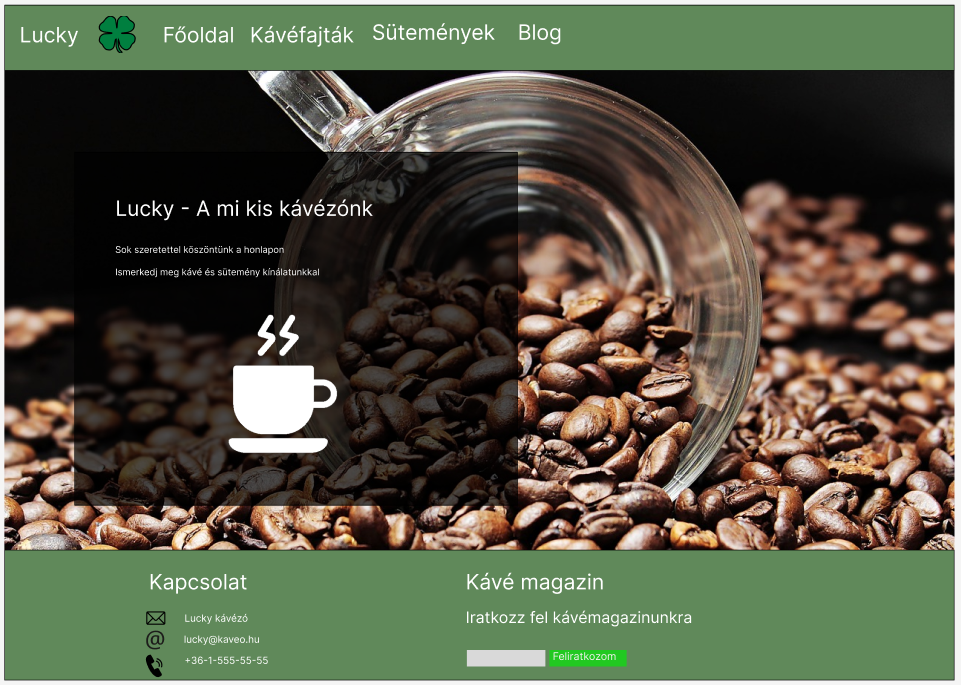 Lucky
Főoldal
Kávéfajták
Sütemények
Blog
Lucky - A mi kis kávézónk
Sok szeretettel köszöntünk a honlapon
Ismerkedj meg kávé és sütemény kínálatunkkal
Kapcsolat
Lucky kávézó
lucky@kaveo.hu
+36-1-555-55-55
Kávé magazin
Iratkozz fel kávémagazinunkra
Feliratkozom